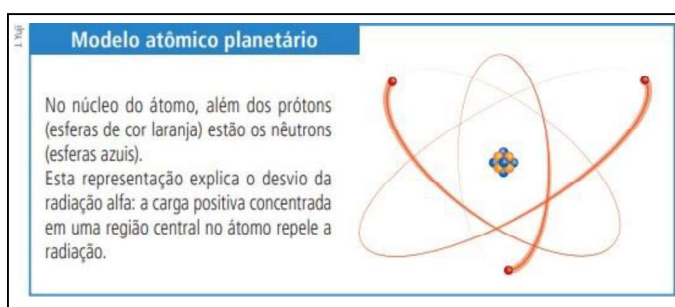 J. Yuji
Modelo atômico planetário
No núcleo do átomo, além dos prótons
(esferas de cor laranja) estão os nêutrons
(esferas azuis).
Esta representação explica o desvio da
radiação alfa: a carga positiva concentrada
em uma região central no átomo repele a
radiação.